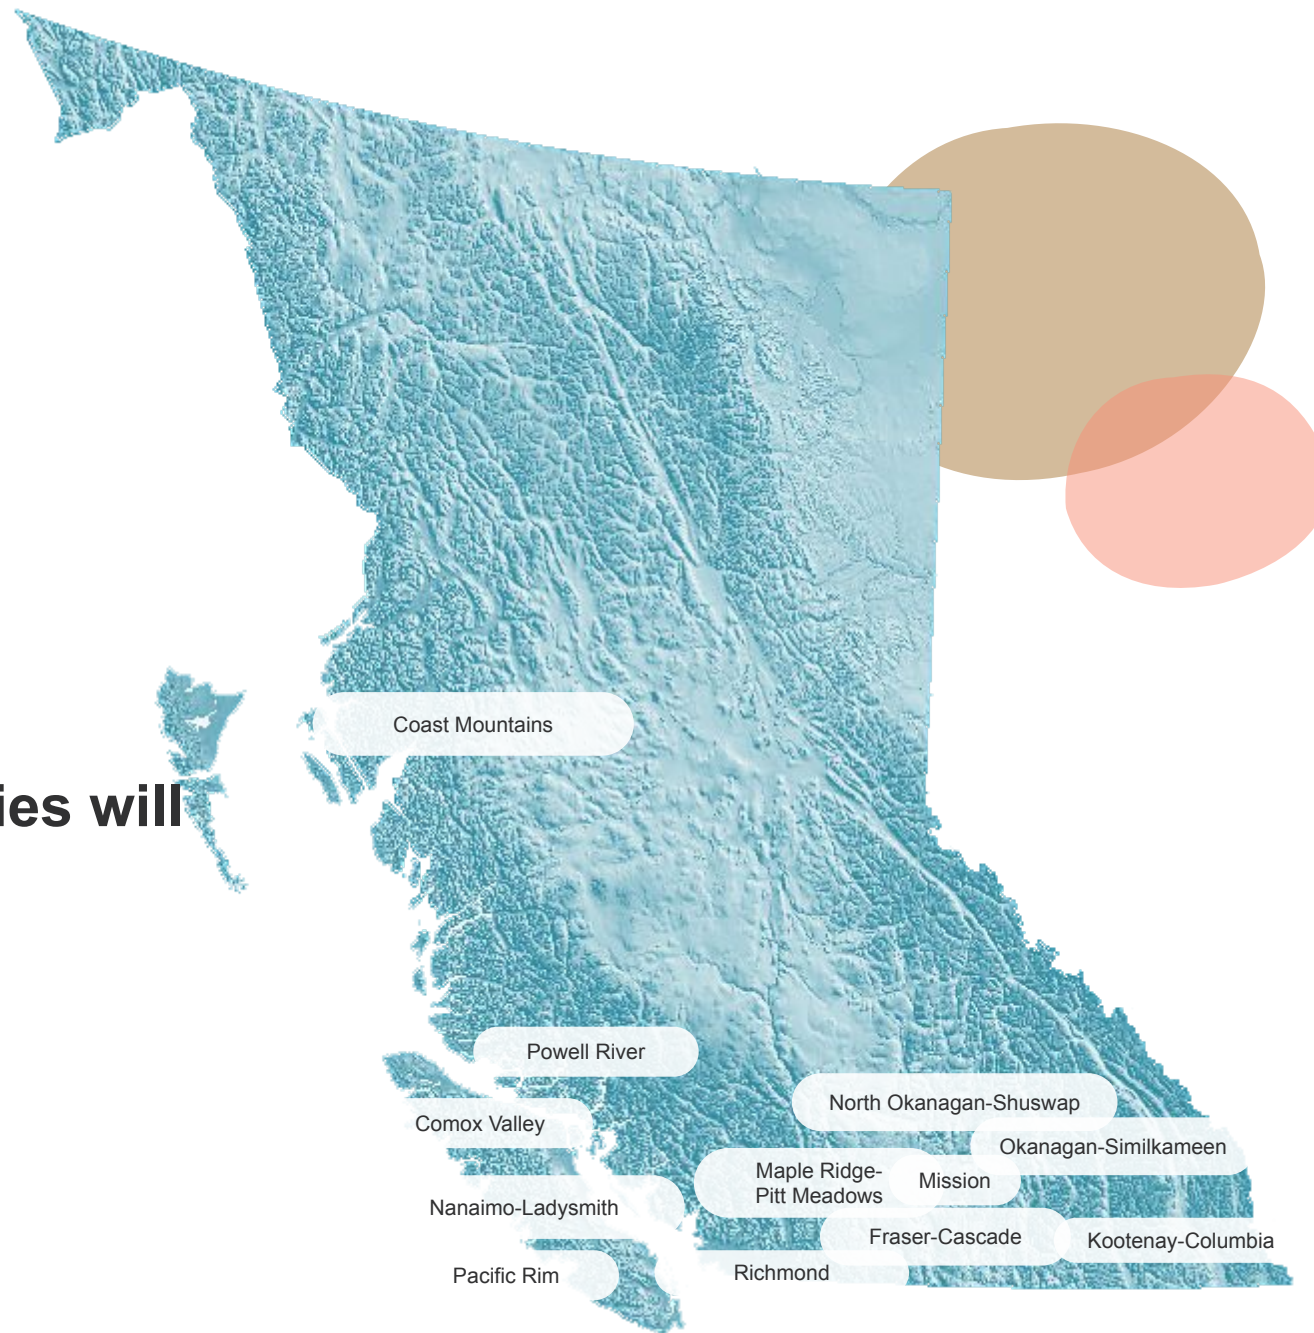 Coast Mountains
ies will
Powell River
North Okanagan-Shuswap
Comox Valley
Okanagan-Similkameen
Maple Ridge-
Pitt Meadows
Mission
Nanaimo-Ladysmith
Fraser-Cascade
Kootenay-Columbia
Pacific Rim
Richmond